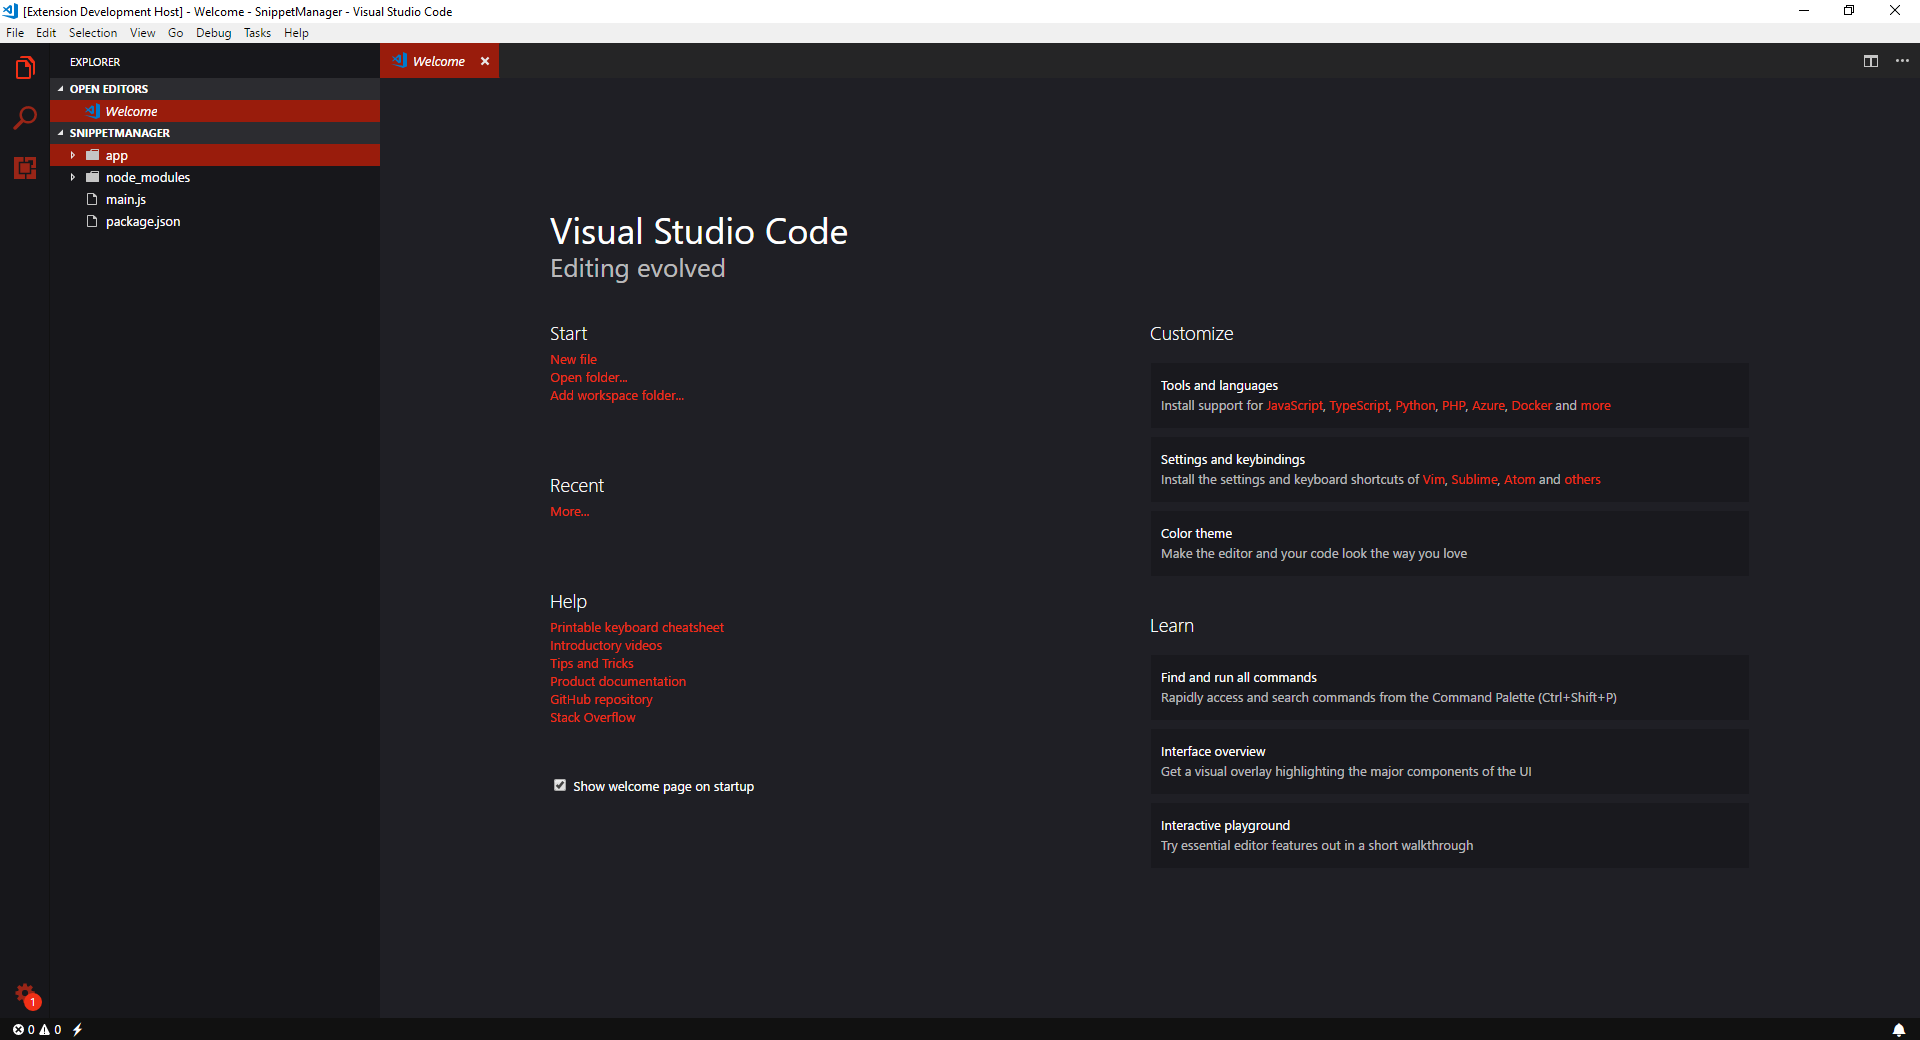 [Extension Development Host] - Welcome - SnippetManager - Visual Studio Code
File Edit Selection View Go Debug Tasks Help
EXPLORER
OPEN EDITORS
Welcome
SNIPPETMANAGER
app
node_modules
main.js
package.json
Welcome
Visual Studio Code
Editing evolved
Start
New file
Open folder...
Add workspace folder...
Recent
More...
Help
Printable keyboard cheatsheet
Introductory videos
Tips and Tricks
Product documentation
GitHub repository
Stack Overflow
Show welcome page on startup
Customize
Tools and languages
Install support for JavaScript, TypeScript, Python, PHP, Azure, Docker and more
Settings and keybindings
Install the settings and keyboard shortcuts of Vim, Sublime, Atom and others
Color theme
Make the editor and your code look the way you love
Learn
Find and run all commands
Rapidly access and search commands from the Command Palette (Ctrl+Shift+P)
Interface overview
Get a visual overlay highlighting the major components of the UI
Interactive playground
Try essential editor features out in a short walkthrough
1
0 0